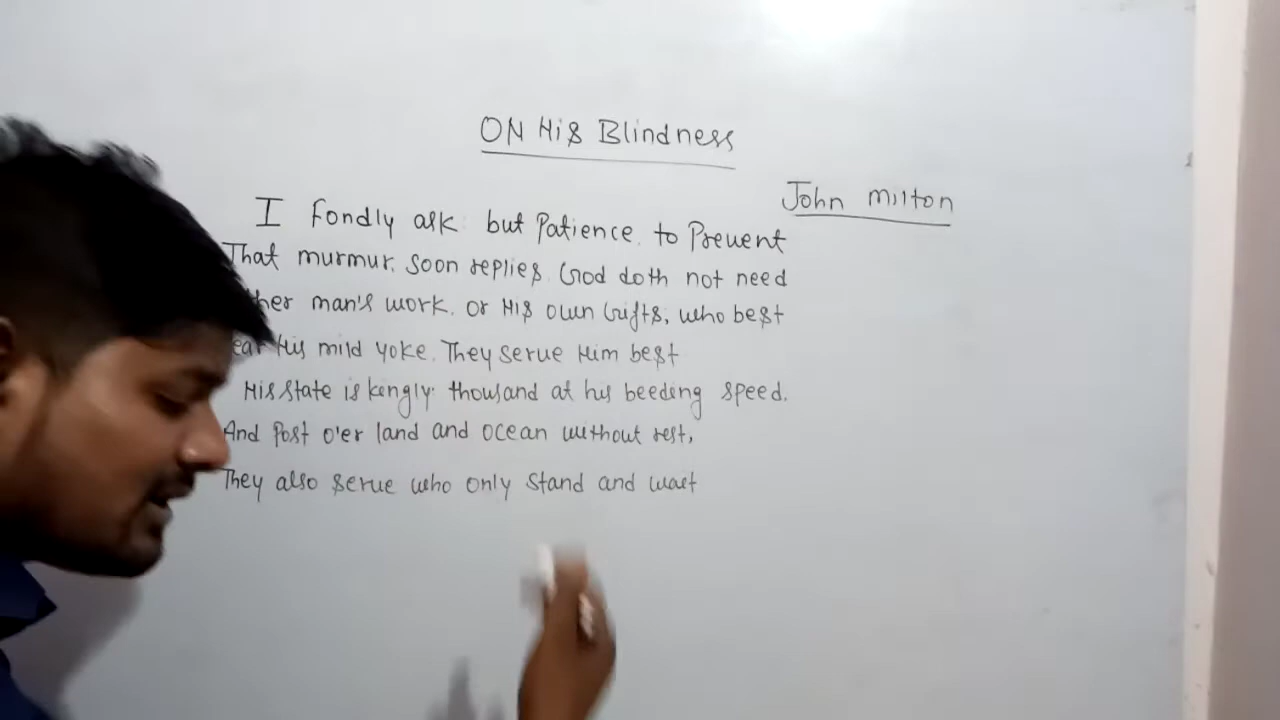 ON His Blindness
John Milton
I fondly ask but Patience. to Prevent
That murmur. soon replies God doth not need
man's work. or His own Gifts, who best
His mild yoke. They serve Him best
His state is kengly. thousand at his beeding speed.
And Post o'er land and ocean without rest,
They also serve who only stand and wait